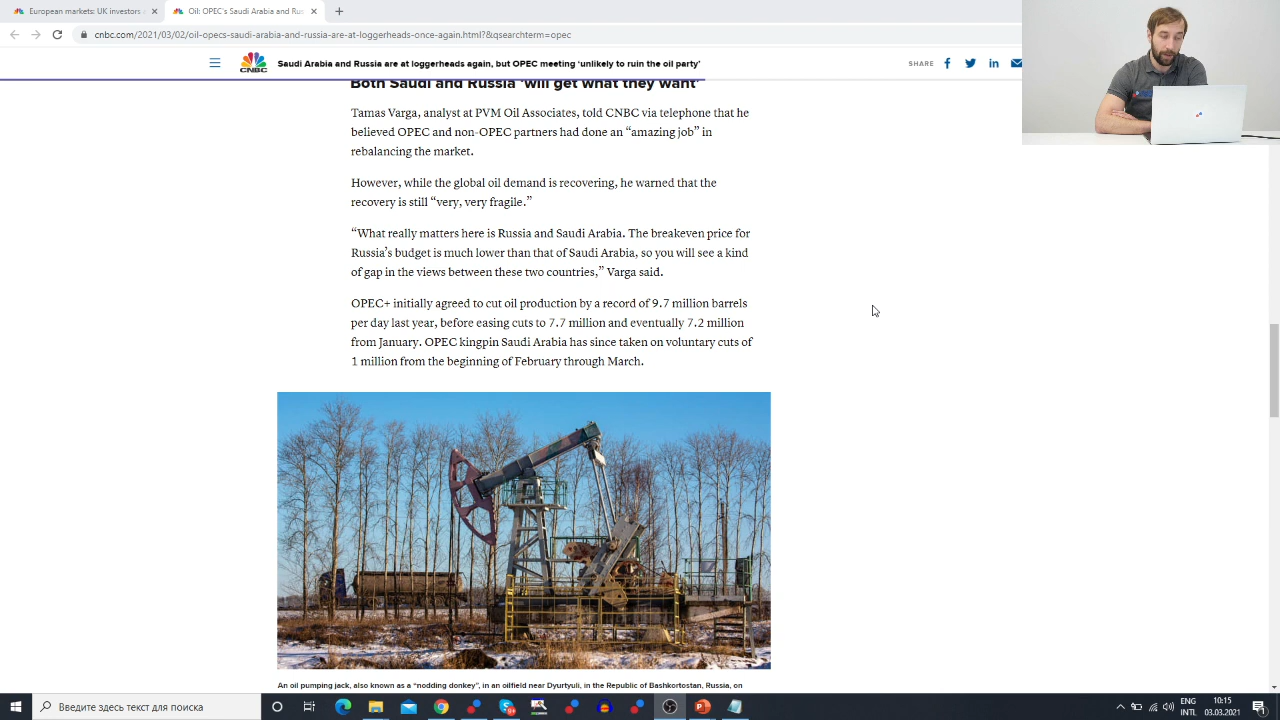 European markets: UK investors
Oil: OPEC's Saudi Arabia and Rus
cnbc.com/2021/03/02/oil-opecs-saudi-arabia-and-russia-are-at-loggerheads-once-again.html?&qsearchterm=opec
CNBC
Saudi Arabia and Russia are at loggerheads again, but OPEC meeting ‘unlikely to ruin the oil party’
SHARE
Both Saudi and Russia ‘will get what they want’
Tamas Varga, analyst at PVM Oil Associates, told CNBC via telephone that he
believed OPEC and non-OPEC partners had done an “amazing job” in
rebalancing the market.
However, while the global oil demand is recovering, he warned that the
recovery is still “very, very fragile.”
“What really matters here is Russia and Saudi Arabia. The breakeven price for
Russia’s budget is much lower than that of Saudi Arabia, so you will see a kind
of gap in the views between these two countries,” Varga said.
OPEC+ initially agreed to cut oil production by a record of 9.7 million barrels
per day last year, before easing cuts to 7.7 million and eventually 7.2 million
from January. OPEC kingpin Saudi Arabia has since taken on voluntary cuts of
1 million from the beginning of February through March.
An oil pumping jack, also known as a “nodding donkey”, in an oilfield near Dyurtyuli, in the Republic of Bashkortostan, Russia, on
Введите здесь текст для поиска
ENG
INTL
10:15
03.03.2021